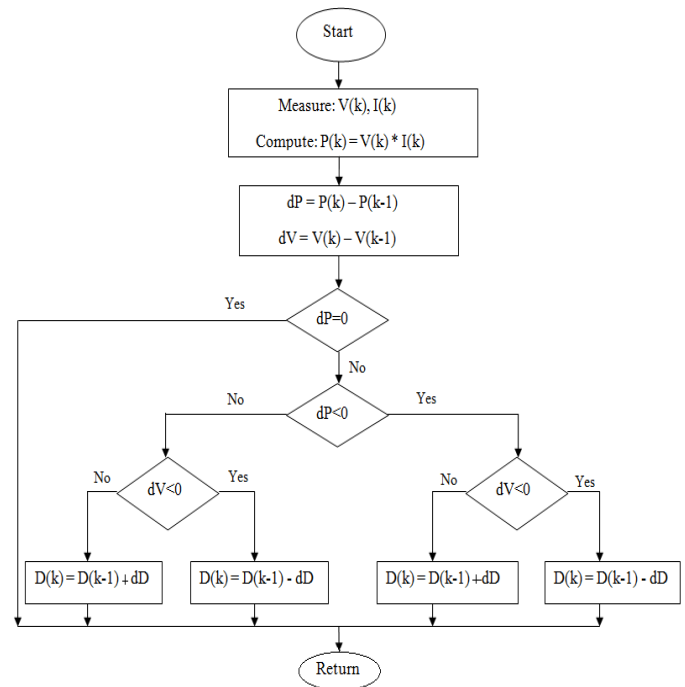 Start
Measure: V(k), I(k)
Compute: P(k) = V(k) * I(k)
dP = P(k) – P(k-1)
dV = V(k) – V(k-1)
Yes
dP=0
No
No
dP<0
Yes
No
dV<0
Yes
No
dV<0
Yes
D(k) = D(k-1) +dD
D(k) = D(k-1) - dD
D(k) = D(k-1) +dD
D(k) = D(k-1) - dD
Return